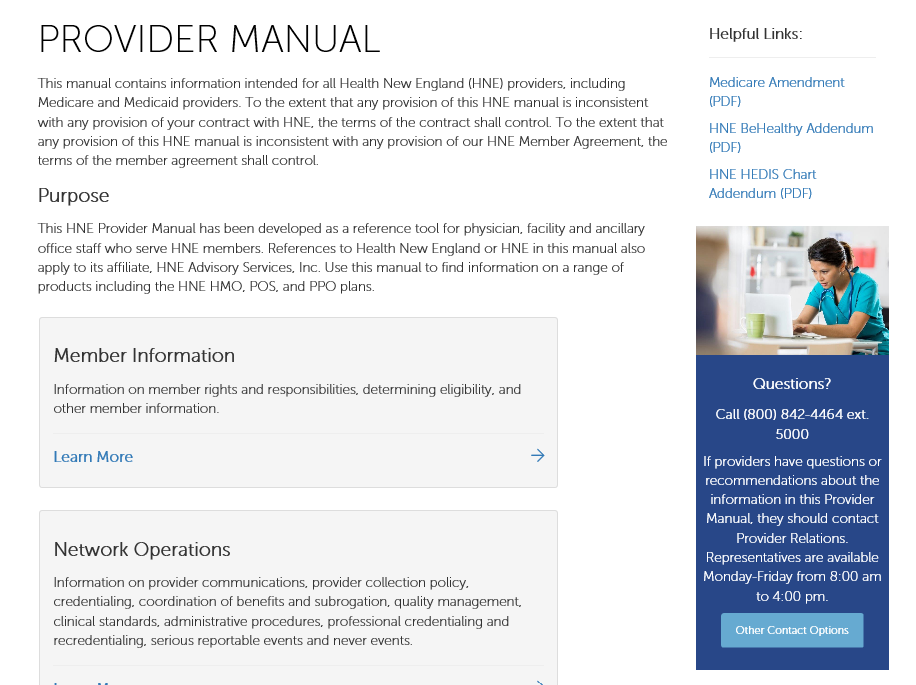 PROVIDER MANUAL
This manual contains information intended for all Health New England (HNE) providers, including
Medicare and Medicaid providers. To the extent that any provision of this HNE manual is inconsistent
with any provision of your contract with HNE, the terms of the contract shall control. To the extent that
any provision of this HNE manual is inconsistent with any provision of our HNE Member Agreement, the
terms of the member agreement shall control.
Purpose
This HNE Provider Manual has been developed as a reference tool for physician, facility and ancillary
office staff who serve HNE members. References to Health New England or HNE in this manual also
apply to its affiliate, HNE Advisory Services, Inc. Use this manual to find information on a range of
products including the HNE HMO, POS, and PPO plans.
Member Information
Information on member rights and responsibilities, determining eligibility, and
other member information.
Learn More
Network Operations
Information on provider communications, provider collection policy,
credentialing, coordination of benefits and subrogation, quality management,
clinical standards, administrative procedures, professional credentialing and
recredentialing, serious reportable events and never events.
Helpful Links:
Medicare Amendment
(PDF)
HNE BeHealthy Addendum
(PDF)
HNE HEDIS Chart
Addendum (PDF)
Questions?
Call (800) 842-4464 ext.
5000
If providers have questions or
recommendations about the
information in this Provider
Manual, they should contact
Provider Relations.
Representatives are available
Monday-Friday from 8:00 am
to 4:00 pm.
Other Contact Options